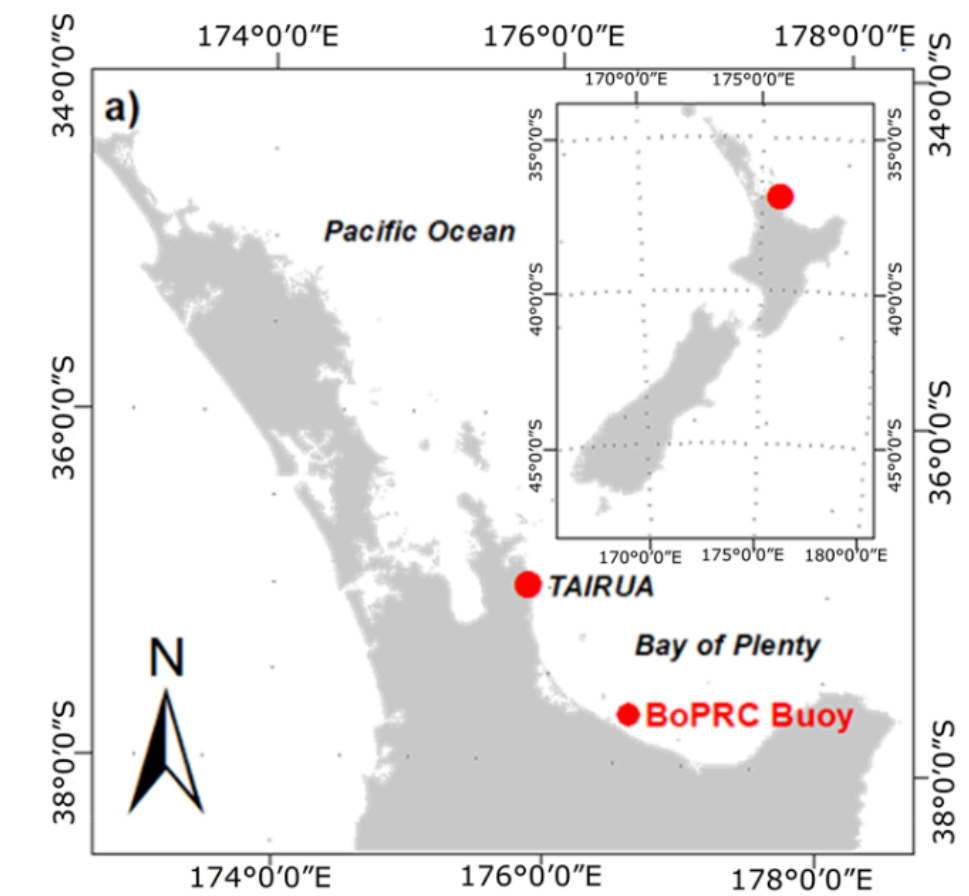 174°0′0″E 176°0′0″E 178°0′0″E
34°0′0″S
34°0′0″S
a)
170°0′0″E 175°0′0″E
35°0′0″S
35°0′0″S
Pacific Ocean
40°0′0″S
40°0′0″S
36°0′0″S
36°0′0″S
45°0′0″S
45°0′0″S
170°0′0″E 175°0′0″E 180°0′0″E
TAIRUA
Bay of Plenty
N
BoPRC Buoy
38°0′0″S
38°0′0″S
174°0′0″E 176°0′0″E 178°0′0″E